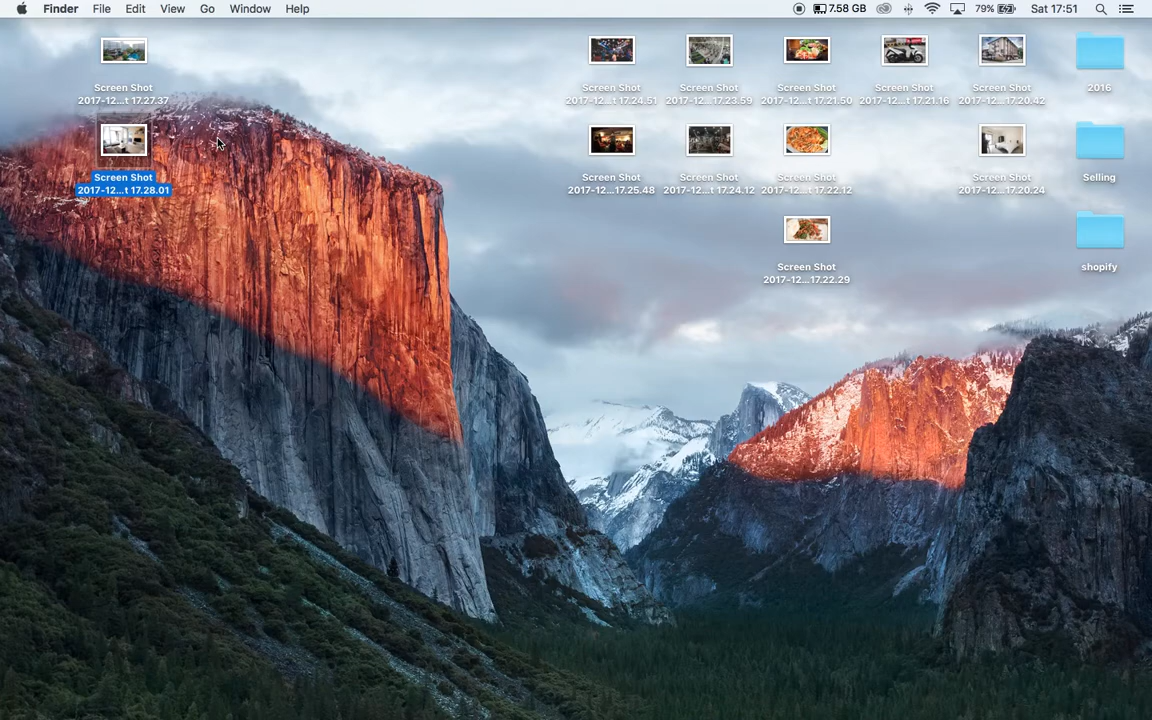 Finder File Edit View Go Window Help 7.58 GB 79% Sat 17:51
Screen Shot
2017-12...t 17.27.37
Screen Shot
2017-12...17.24.51
Screen Shot
2017-12...t 17.23.59
Screen Shot
2017-12...t 17.21.50
Screen Shot
2017-12...t 17.21.16
Screen Shot
2017-12...t 17.20.42
2016
Screen Shot
2017-12...t 17.28.01
Screen Shot
2017-12...17.25.48
Screen Shot
2017-12...t 17.24.12
Screen Shot
2017-12...t 17.22.12
Screen Shot
2017-12...t 17.20.24
Selling
Screen Shot
2017-12...17.22.29
shopify